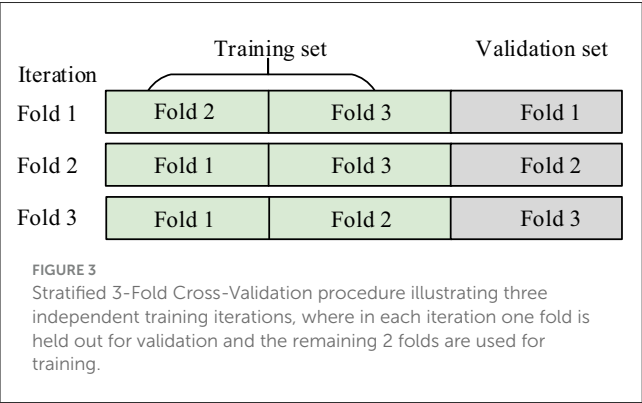 Training set Validation set
Iteration
Fold 1 Fold 2 Fold 3 Fold 1
Fold 2 Fold 1 Fold 3 Fold 2
Fold 3 Fold 1 Fold 2 Fold 3
FIGURE 3
Stratified 3-Fold Cross-Validation procedure illustrating three
independent training iterations, where in each iteration one fold is
held out for validation and the remaining 2 folds are used for
training.